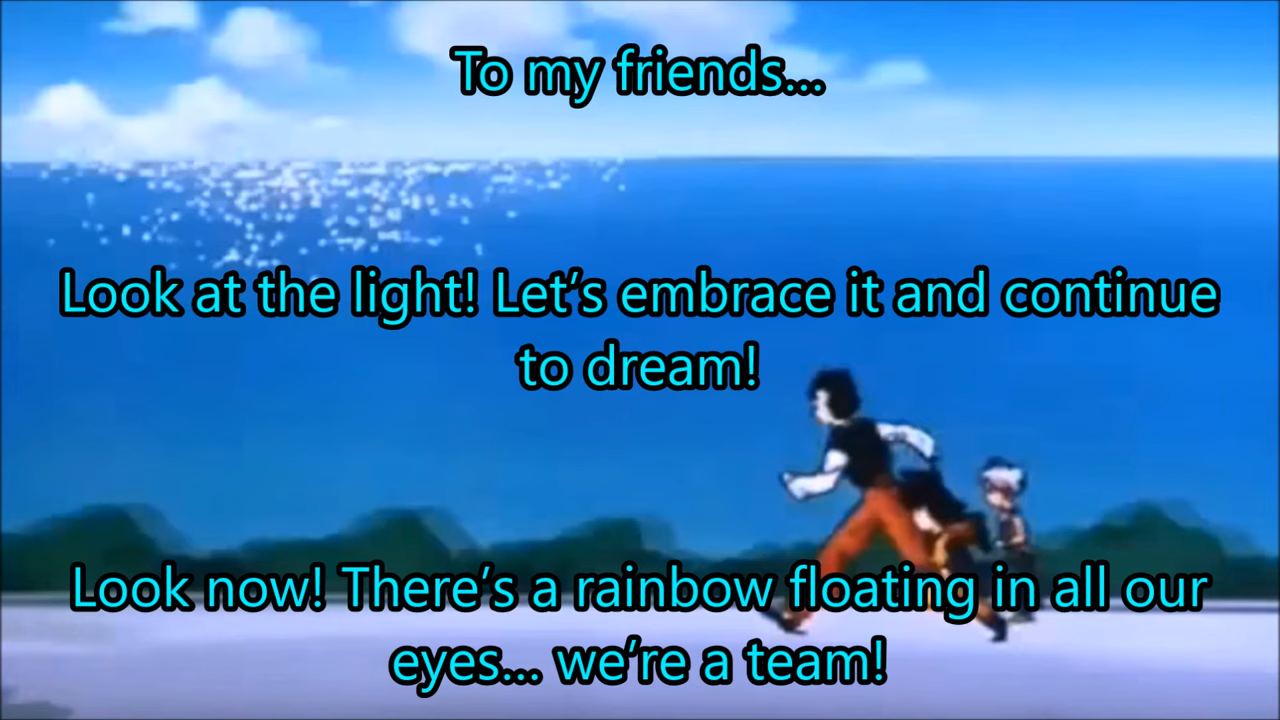 To my friends...
Look at the light! Let's embrace it and continue
to dream!
Look now! There's a rainbow floating in all our
eyes... we're a team!